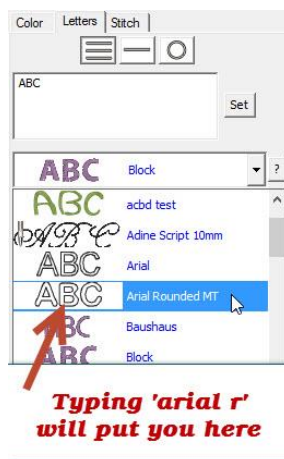 Color Letters Stitch
ABC
Set
ABC Block ?
ABC acbd test
ABC Adine Script 10mm
ABC Arial
ABC Arial Rounded MT
ABC Baushaus
ABC Block
Typing 'arial r'
will put you here